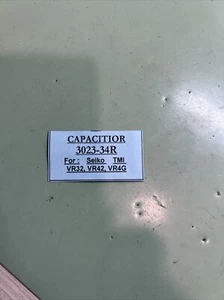 CAPACITIOR
3023-34R
For : Seiko TMI
VR32, VR42, VR4G